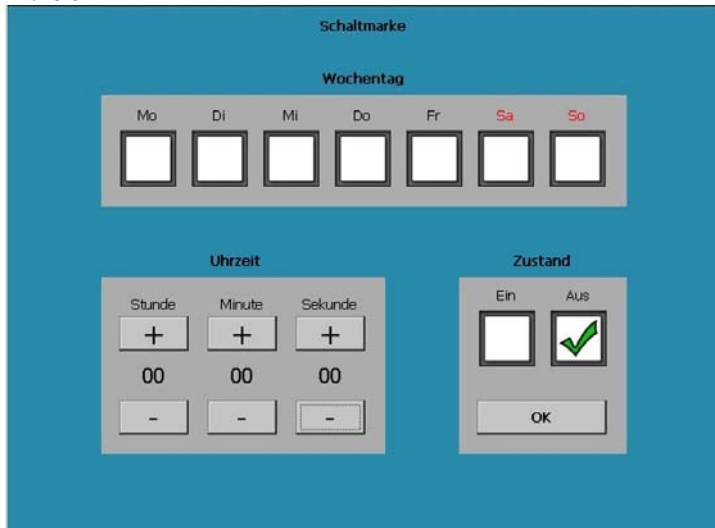 Schaltmarke
Wochentag
Mo Di Mi Do Fr Sa So
Uhrzeit
Stunde Minute Sekunde
+ + +
00 00 00
- - -
Zustand
Ein Aus
OK